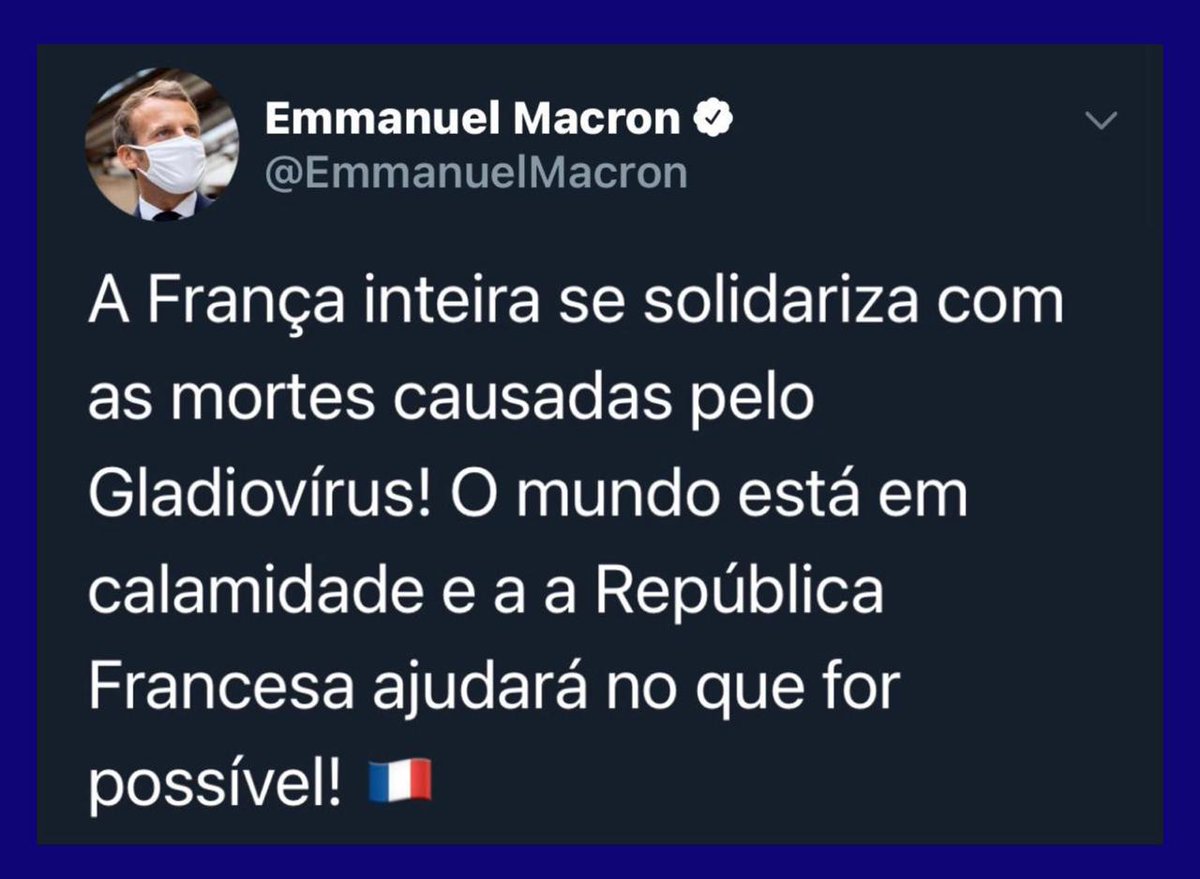 Emmanuel Macron
@EmmanuelMacron
A França inteira se solidariza com
as mortes causadas pelo
Gladiovírus! O mundo está em
calamidade e a a República
Francesa ajudará no que for
possível! 🇫🇷